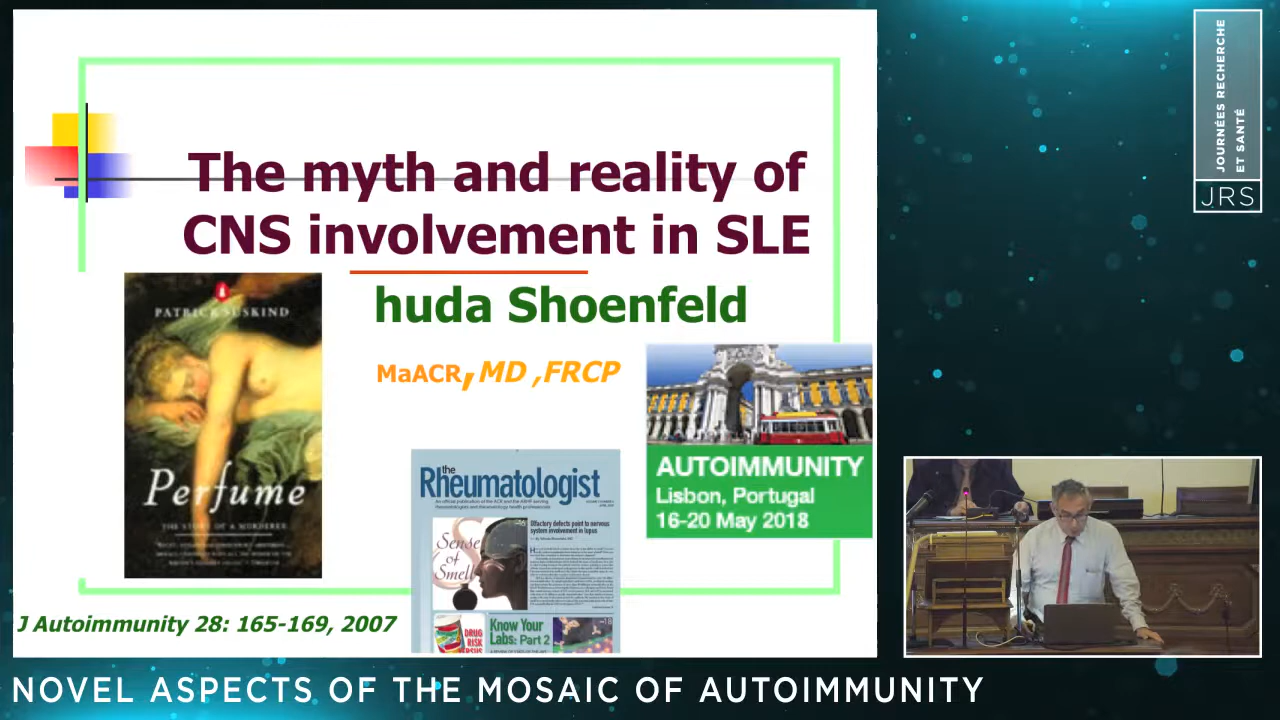 The myth and reality of
CNS involvement in SLE
huda Shoenfeld
MaACR, MD ,FRCP
PATRICK SUSKIND
Perfume
THE STORY OF A MURDERER
the
Rheumatologist
Olfactory defects point to nervous
system involvement in lupus
Sense
of
Smell
DRUG
RISK
Know Your
Labs: Part 2
AUTOIMMUNITY
Lisbon, Portugal
16-20 May 2018
J Autoimmunity 28: 165-169, 2007
JOURNÉES RECHERCHE
ET SANTÉ
JRS
NOVEL ASPECTS OF THE MOSAIC OF AUTOIMMUNITY